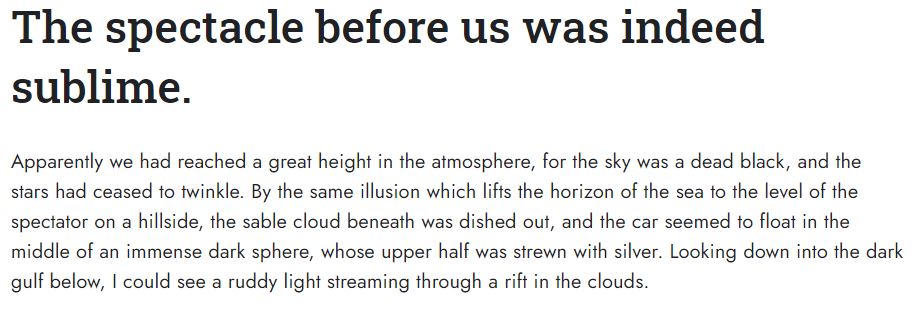 The spectacle before us was indeed
sublime.
Apparently we had reached a great height in the atmosphere, for the sky was a dead black, and the
stars had ceased to twinkle. By the same illusion which lifts the horizon of the sea to the level of the
spectator on a hillside, the sable cloud beneath was dished out, and the car seemed to float in the
middle of an immense dark sphere, whose upper half was strewn with silver. Looking down into the dark
gulf below, I could see a ruddy light streaming through a rift in the clouds.